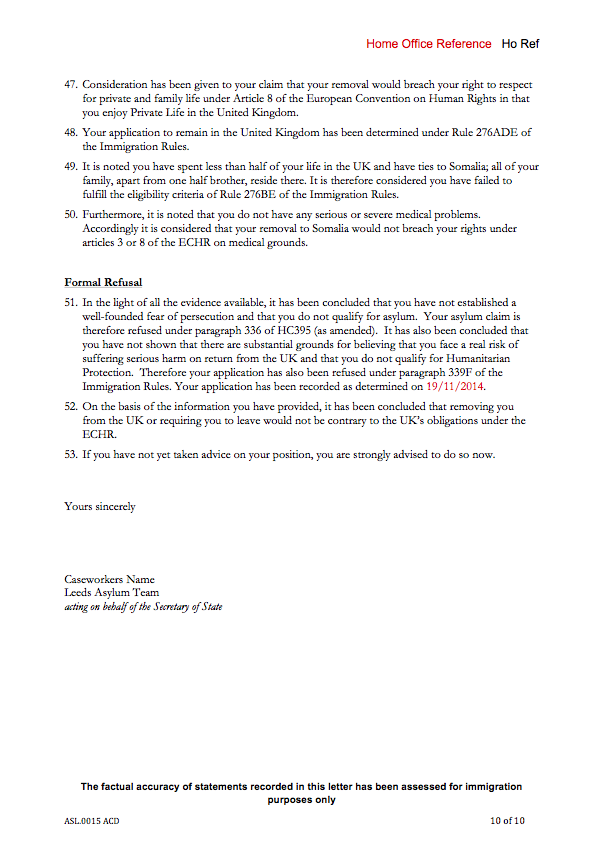 Home Office Reference Ho Ref
47. Consideration has been given to your claim that your removal would breach your right to respect
for private and family life under Article 8 of the European Convention on Human Rights in that
you enjoy Private Life in the United Kingdom.
48. Your application to remain in the United Kingdom has been determined under Rule 276ADE of
the Immigration Rules.
49. It is noted you have spent less than half of your life in the UK and have ties to Somalia; all of your
family, apart from one half brother, reside there. It is therefore considered you have failed to
fulfill the eligibility criteria of Rule 276BE of the Immigration Rules.
50. Furthermore, it is noted that you do not have any serious or severe medical problems.
Accordingly it is considered that your removal to Somalia would not breach your rights under
articles 3 or 8 of the ECHR on medical grounds.
Formal Refusal
51. In the light of all the evidence available, it has been concluded that you have not established a
well-founded fear of persecution and that you do not qualify for asylum. Your asylum claim is
therefore refused under paragraph 336 of HC395 (as amended). It has also been concluded that
you have not shown that there are substantial grounds for believing that you face a real risk of
suffering serious harm on return from the UK and that you do not qualify for Humanitarian
Protection. Therefore your application has also been refused under paragraph 339F of the
Immigration Rules. Your application has been recorded as determined on 19/11/2014.
52. On the basis of the information you have provided, it has been concluded that removing you
from the UK or requiring you to leave would not be contrary to the UK's obligations under the
ECHR.
53. If you have not yet taken advice on your position, you are strongly advised to do so now.
Yours sincerely
Caseworkers Name
Leeds Asylum Team
acting on behalf of the Secretary of State
The factual accuracy of statements recorded in this letter has been assessed for immigration
purposes only
ASL.0015 ACD 10 of 10